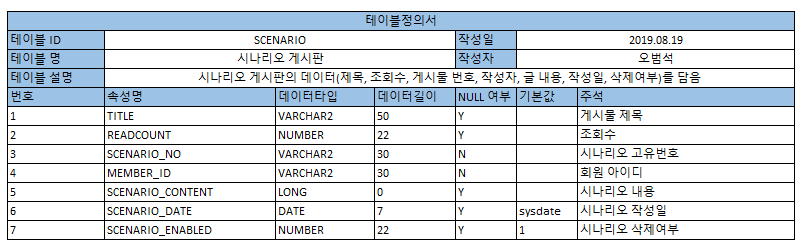 테이블정의서
테이블 ID SCENARIO 작성일 2019.08.19
테이블 명 시나리오 게시판 작성자 오범석
테이블 설명 시나리오 게시판의 데이터(제목, 조회수, 게시물 번호, 작성자, 글 내용, 작성일, 삭제여부)를 담음
번호 속성명 데이터타입 데이터길이 NULL 여부 기본값 주석
1 TITLE VARCHAR2 50 Y 게시물 제목
2 READCOUNT NUMBER 22 Y 조회수
3 SCENARIO_NO VARCHAR2 30 N 시나리오 고유번호
4 MEMBER_ID VARCHAR2 30 N 회원 아이디
5 SCENARIO_CONTENT LONG 0 Y 시나리오 내용
6 SCENARIO_DATE DATE 7 Y sysdate 시나리오 작성일
7 SCENARIO_ENABLED NUMBER 22 Y 1 시나리오 삭제여부